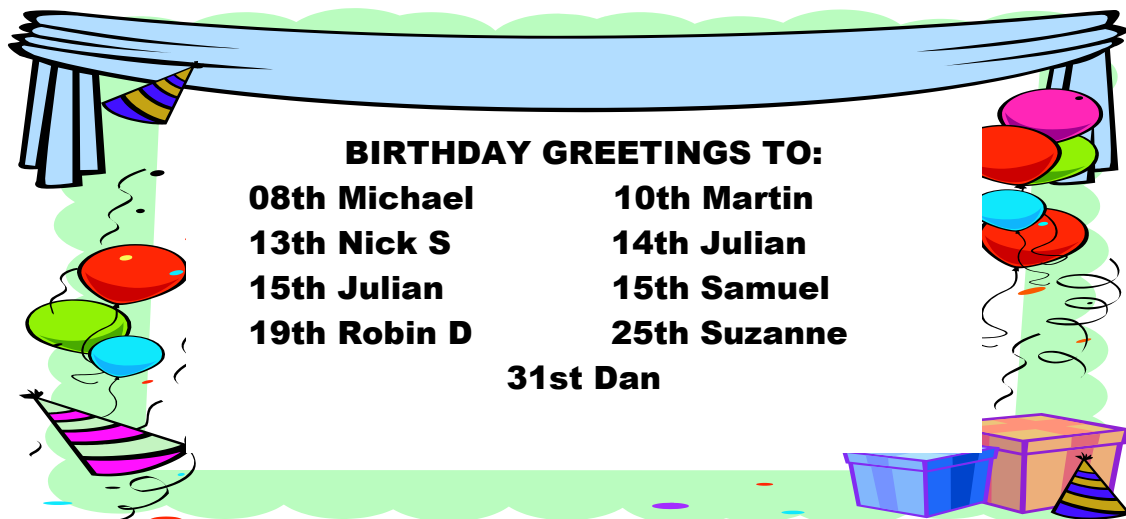 BIRTHDAY GREETINGS TO:
08th Michael 10th Martin
13th Nick S 14th Julian
15th Julian 15th Samuel
19th Robin D 25th Suzanne
31st Dan